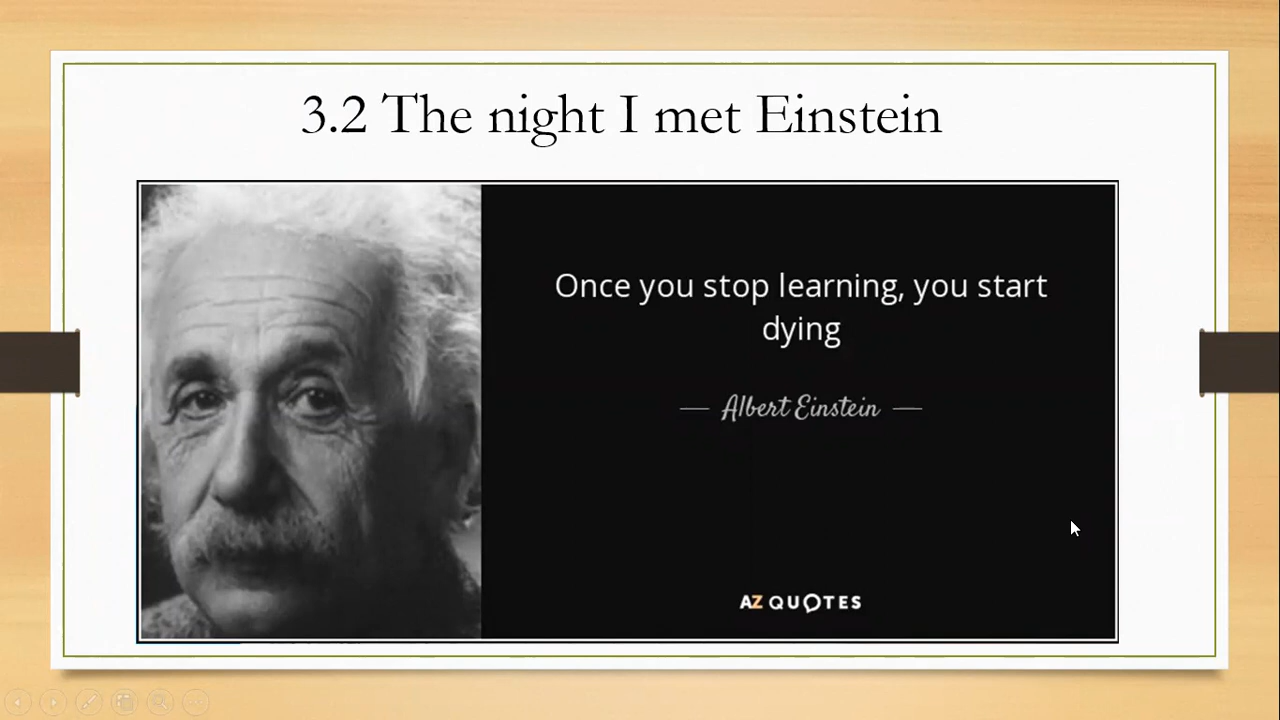 3.2 The night I met Einstein
Once you stop learning, you start
dying
— Albert Einstein —
AZ QUOTES